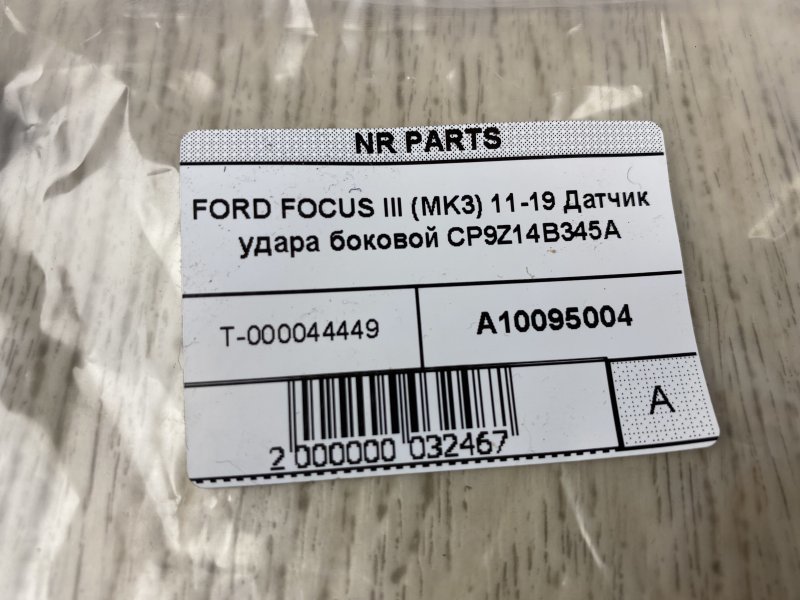 NR PARTS
FORD FOCUS III (MK3) 11-19 Датчик
удара боковой CP9Z14B345A
T-000044449
A10095004
A
2 000000 032467